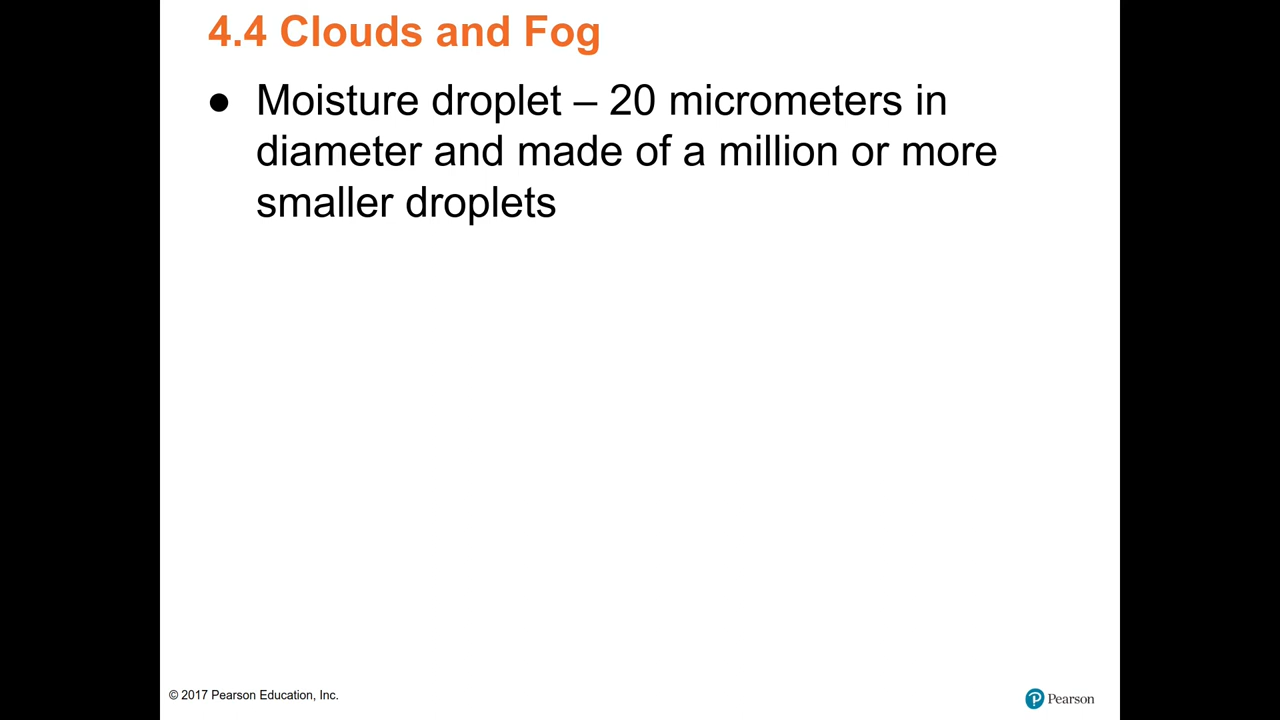 4.4 Clouds and Fog
● Moisture droplet – 20 micrometers in
diameter and made of a million or more
smaller droplets
© 2017 Pearson Education, Inc.
P Pearson